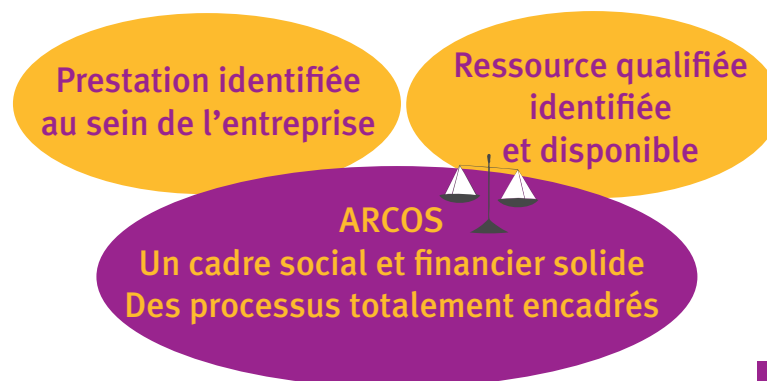 Prestation identifiée
au sein de l’entreprise
Ressource qualifiée
identifiée
et disponible
ARCOS
Un cadre social et financier solide
Des processus totalement encadrés